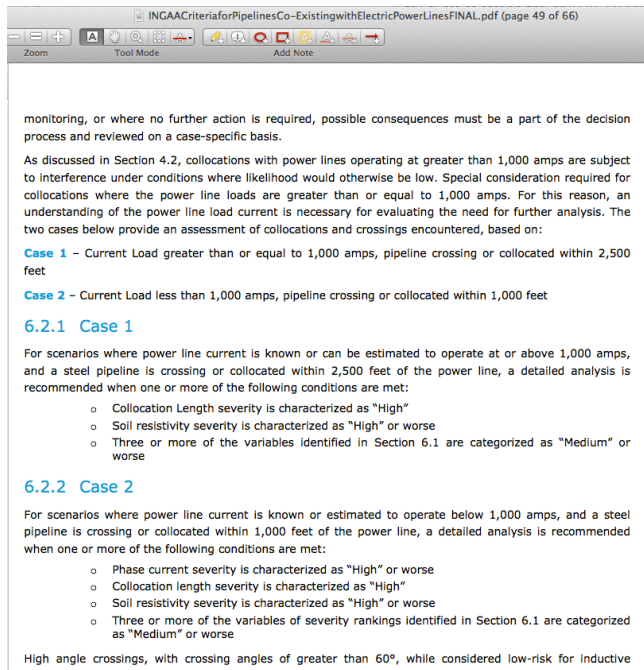 INGAACriteriaforPipelinesCo-ExistingwithElectricPowerLinesFINAL.pdf (page 49 of 66)
Zoom Tool Mode Add Note
monitoring, or where no further action is required, possible consequences must be a part of the decision
process and reviewed on a case-specific basis.
As discussed in Section 4.2, collocations with power lines operating at greater than 1,000 amps are subject
to interference under conditions where likelihood would otherwise be low. Special consideration required for
collocations where the power line loads are greater than or equal to 1,000 amps. For this reason, an
understanding of the power line load current is necessary for evaluating the need for further analysis. The
two cases below provide an assessment of collocations and crossings encountered, based on:
Case 1 – Current Load greater than or equal to 1,000 amps, pipeline crossing or collocated within 2,500
feet
Case 2 – Current Load less than 1,000 amps, pipeline crossing or collocated within 1,000 feet
6.2.1 Case 1
For scenarios where power line current is known or can be estimated to operate at or above 1,000 amps,
and a steel pipeline is crossing or collocated within 2,500 feet of the power line, a detailed analysis is
recommended when one or more of the following conditions are met:
o Collocation Length severity is characterized as "High"
o Soil resistivity severity is characterized as "High" or worse
o Three or more of the variables identified in Section 6.1 are categorized as "Medium" or
worse
6.2.2 Case 2
For scenarios where power line current is known or estimated to operate below 1,000 amps, and a steel
pipeline is crossing or collocated within 1,000 feet of the power line, a detailed analysis is recommended
when one or more of the following conditions are met:
o Phase current severity is characterized as "High" or worse
o Collocation length severity is characterized as "High"
o Soil resistivity severity is characterized as "High" or worse
o Three or more of the variables of severity rankings identified in Section 6.1 are categorized
as "Medium" or worse
High angle crossings, with crossing angles of greater than 60°, while considered low-risk for inductive